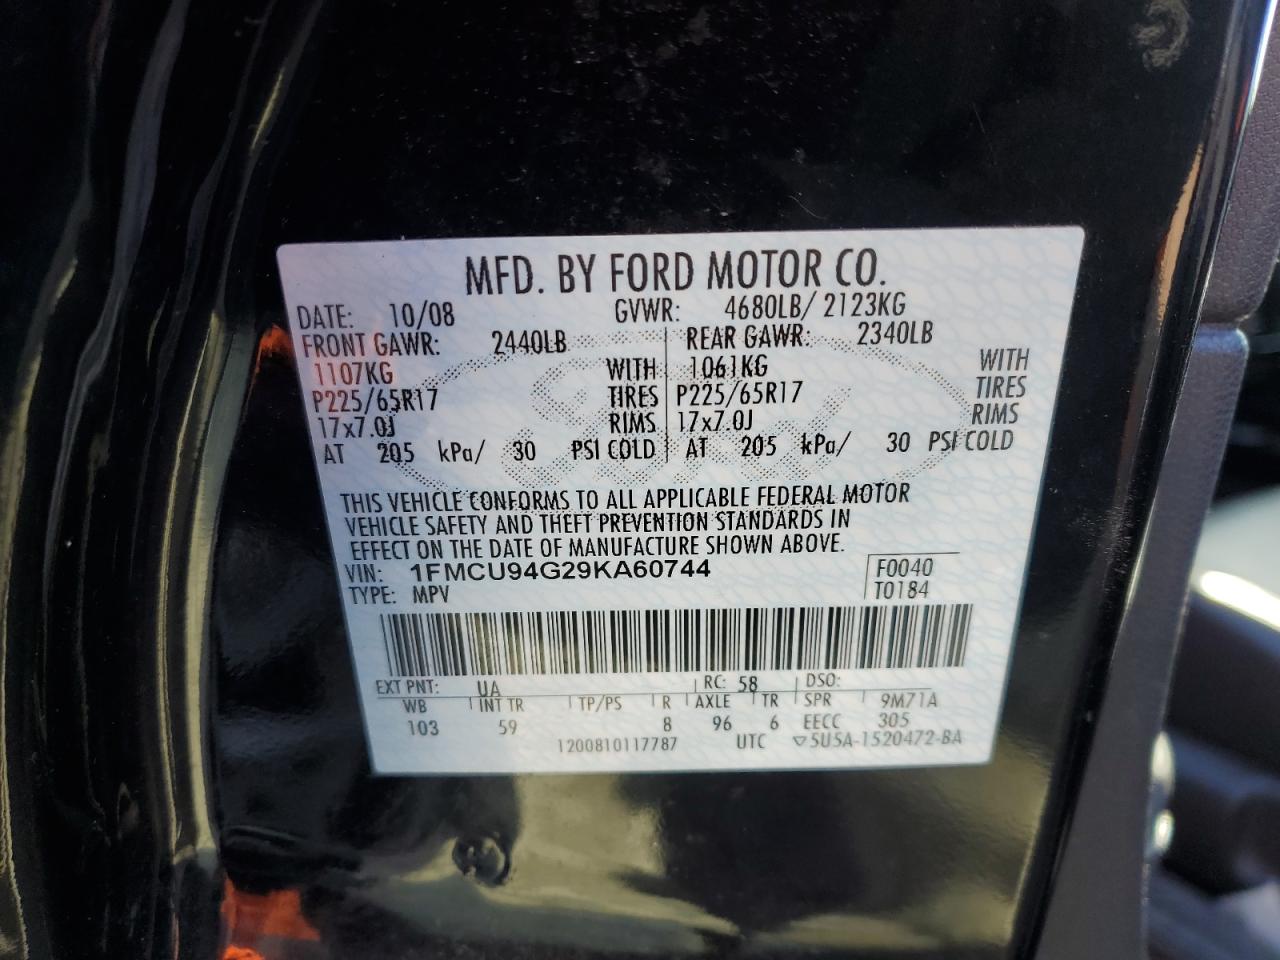 MFD. BY FORD MOTOR CO.
DATE: 10/08 GVWR: 4680LB/ 2123KG
FRONT GAWR: 2440LB REAR GAWR: 2340LB
1107KG WITH 1061KG WITH
P225/65R17 TIRES P225/65R17 TIRES
17x7.0J RIMS 17x7.0J RIMS
AT 205 kPa/ 30 PSI COLD AT 205 kPa/ 30 PSI COLD
THIS VEHICLE CONFORMS TO ALL APPLICABLE FEDERAL MOTOR
VEHICLE SAFETY AND THEFT PREVENTION STANDARDS IN
EFFECT ON THE DATE OF MANUFACTURE SHOWN ABOVE.
VIN: 1FMCU94G29KA60744 F0040
TYPE: MPV T0184
EXT PNT: UA RC: 58 DSO:
WB INT TR TP/PS R AXLE TR SPR 9M71A
103 59 8 96 6 EECC 305
1200810117787 UTC ▽5U5A-1520472-BA